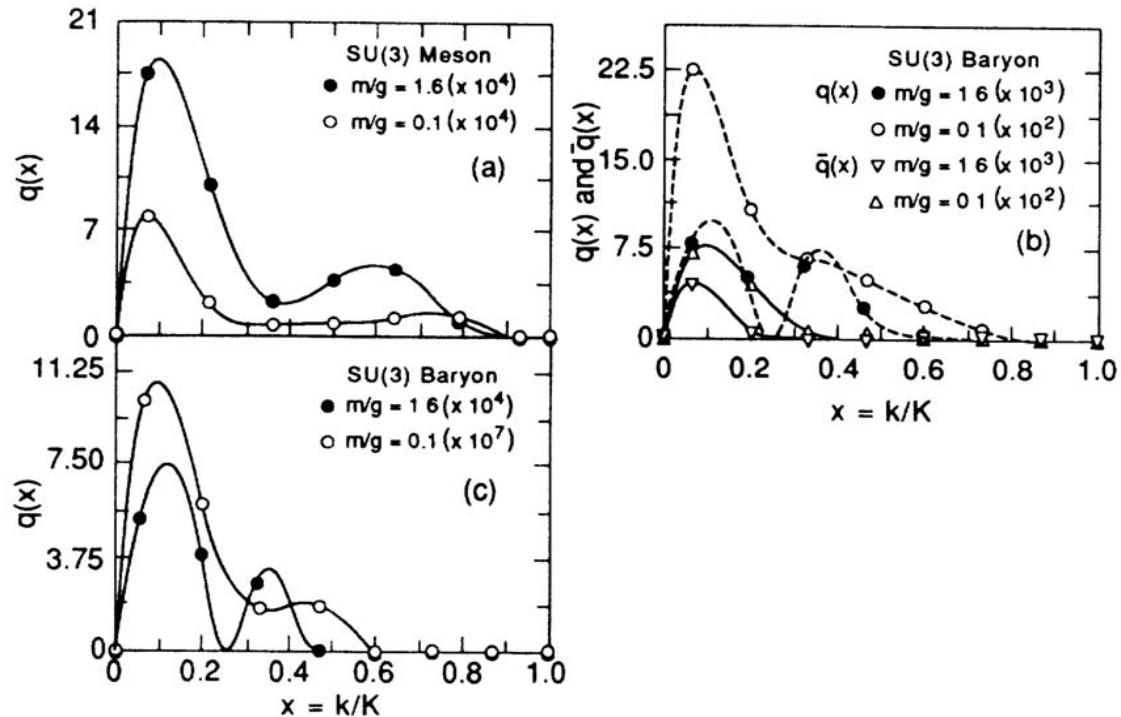 21
14
7
0
q(x)
SU(3) Meson
● m/g = 1.6 (x 10⁴)
○ m/g = 0.1 (x 10⁴)
(a)
22.5
15.0
7.5
0
q(x) and q̄(x)
SU(3) Baryon
q(x) ● m/g = 1 6 (x 10³)
○ m/g = 0 1 (x 10²)
q̄(x) ▽ m/g = 1 6 (x 10³)
△ m/g = 0 1 (x 10²)
(b)
0 0.2 0.4 0.6 0.8 1.0
x = k/K
11.25
7.50
3.75
0
q(x)
SU(3) Baryon
● m/g = 1 6 (x 10⁴)
○ m/g = 0.1 (x 10⁷)
(c)
0 0.2 0.4 0.6 0.8 1.0
x = k/K